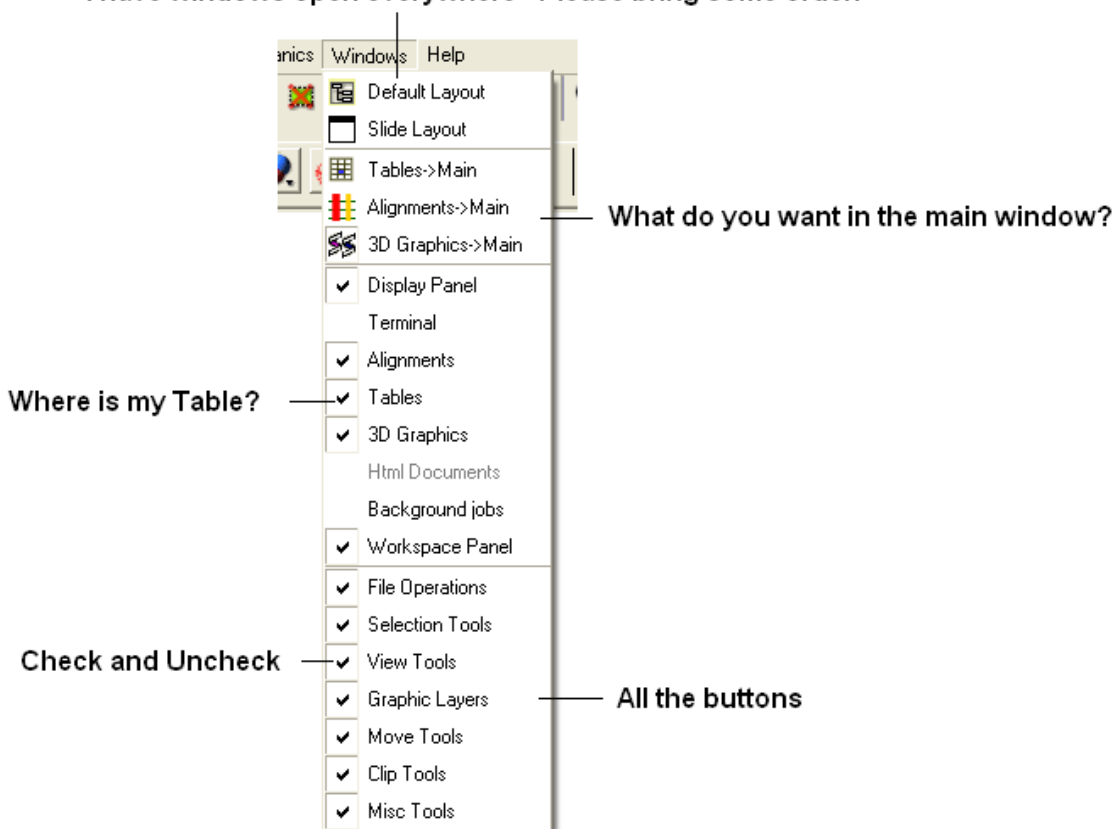 anics Windows Help
Default Layout
Slide Layout
Tables->Main
Alignments->Main
What do you want in the main window?
3D Graphics->Main
Display Panel
Terminal
Alignments
Where is my Table?
Tables
3D Graphics
Html Documents
Background jobs
Workspace Panel
File Operations
Selection Tools
Check and Uncheck
View Tools
Graphic Layers
All the buttons
Move Tools
Clip Tools
Misc Tools